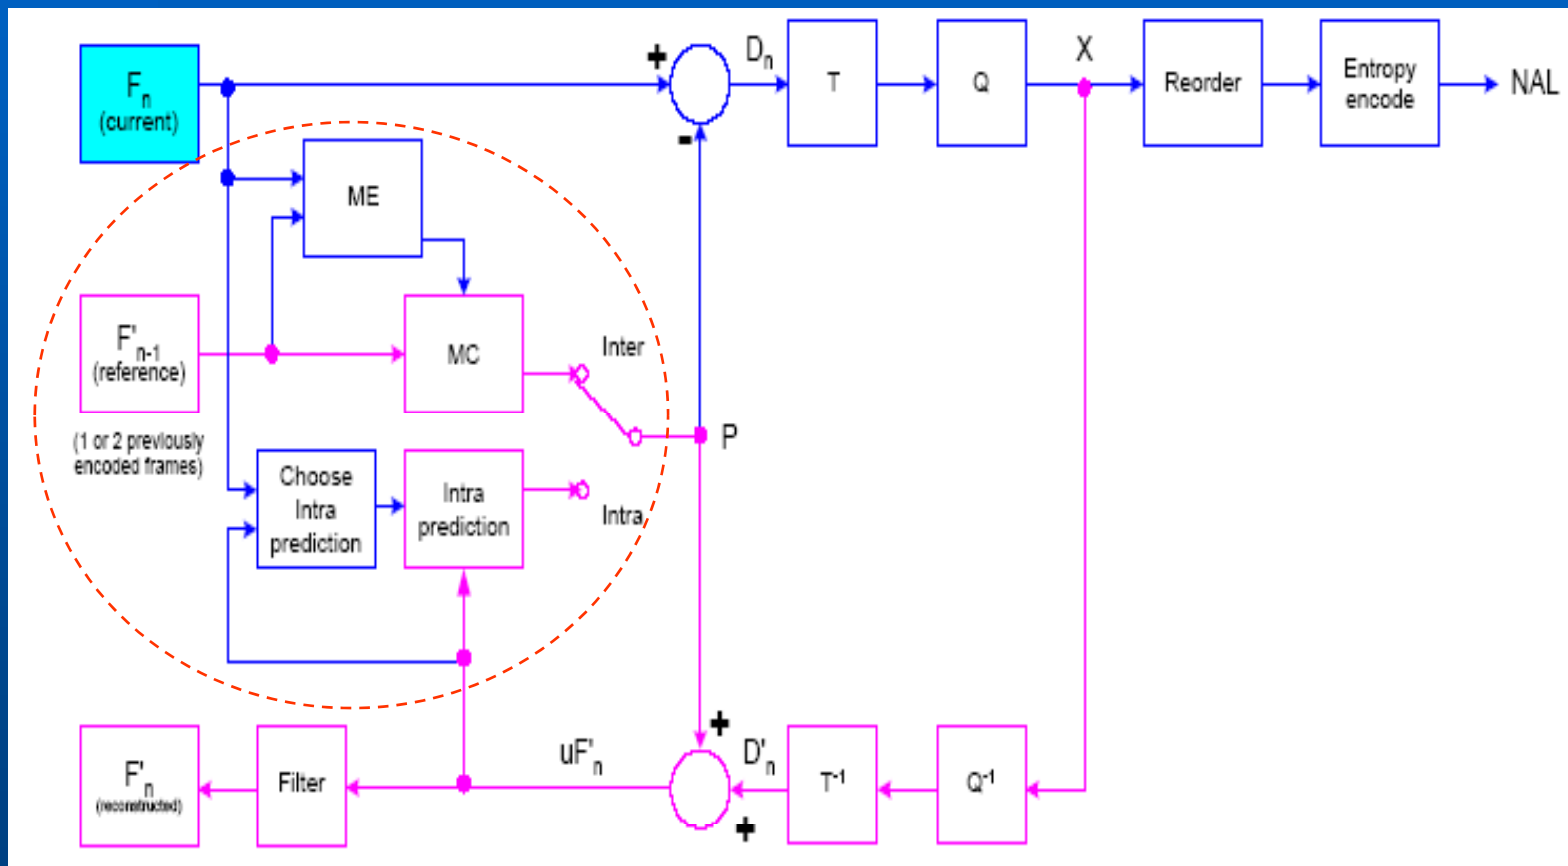 Fn
(current)
+
-
Dn
T
Q
X
Reorder
Entropy
encode
NAL
ME
F'n-1
(reference)
(1 or 2 previously
encoded frames)
MC
Inter
P
Choose
Intra
prediction
Intra
prediction
Intra
F'n
(reconstructed)
Filter
uF'n
+
+
D'n
T-1
Q-1